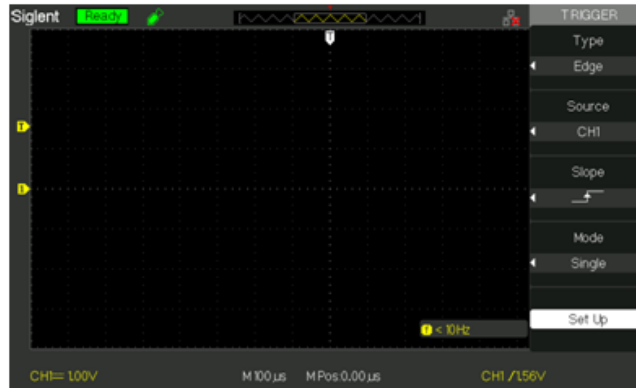 Siglent Ready TRIGGER
T
Type
Edge
T
Source
CH1
1
Slope
Mode
Single
Set Up
f < 10Hz
CH1 1.00V M 100μs M Pos:0.00μs CH1 /1.56V